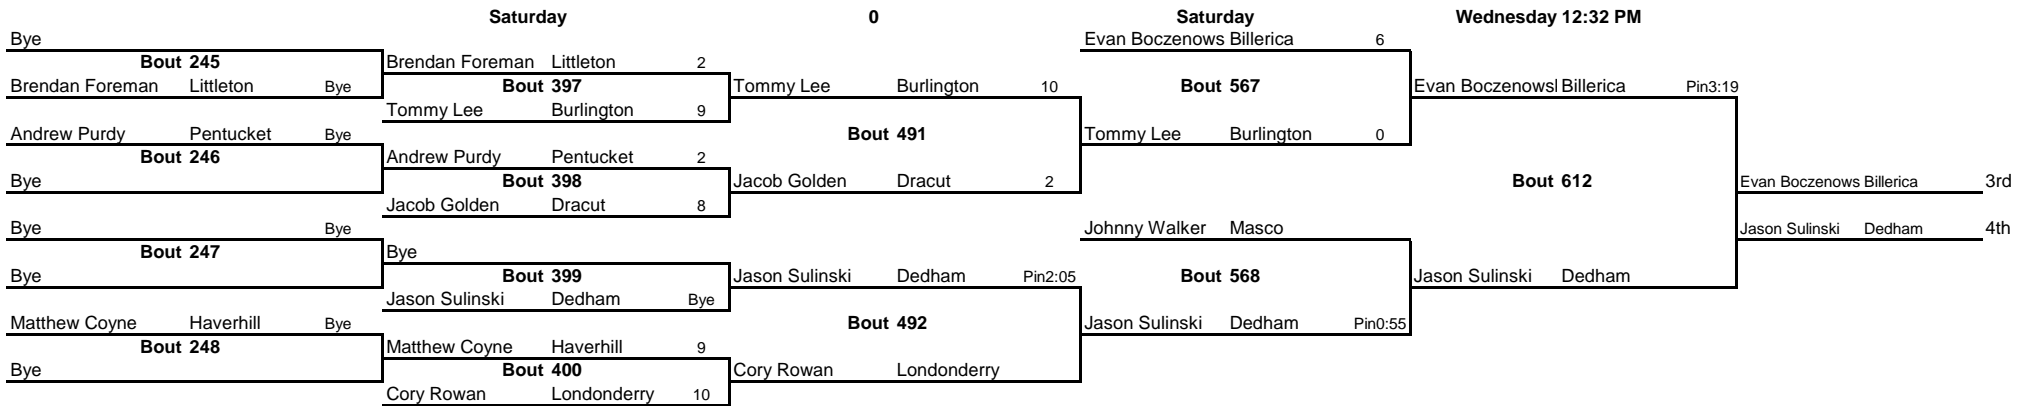 Saturday 0 Saturday Wednesday 12:32 PM
Bye Evan Boczenows Billerica 6
Bout 245 Brendan Foreman Littleton 2
Brendan Foreman Littleton Bye Bout 397 Tommy Lee Burlington 10 Bout 567 Evan Boczenowsl Billerica Pin3:19
Tommy Lee Burlington 9
Andrew Purdy Pentucket Bye Bout 491 Tommy Lee Burlington 0
Bout 246 Andrew Purdy Pentucket 2
Bye Bout 398 Jacob Golden Dracut 2 Bout 612 Evan Boczenows Billerica 3rd
Jacob Golden Dracut 8
Bye Bye Johnny Walker Masco Jason Sulinski Dedham 4th
Bout 247 Bye
Bye Bout 399 Jason Sulinski Dedham Pin2:05 Bout 568 Jason Sulinski Dedham
Jason Sulinski Dedham Bye
Matthew Coyne Haverhill Bye Bout 492 Jason Sulinski Dedham Pin0:55
Bout 248 Matthew Coyne Haverhill 9
Bye Bout 400 Cory Rowan Londonderry
Cory Rowan Londonderry 10